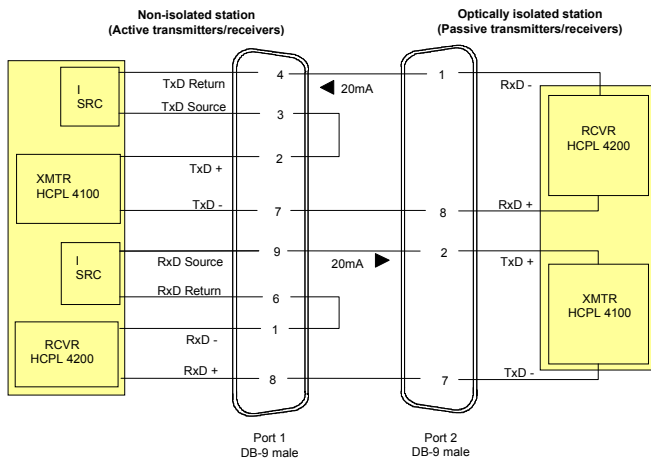 Non-isolated station
(Active transmitters/receivers)
Optically isolated station
(Passive transmitters/receivers)
I
SRC
TxD Return
4
20mA
1
RxD -
TxD Source
3
RCVR
HCPL 4200
2
XMTR
HCPL 4100
TxD +
TxD -
7
8
RxD +
I
SRC
RxD Source
9
20mA
2
TxD +
RxD Return
6
XMTR
HCPL 4100
1
RCVR
HCPL 4200
RxD -
RxD +
8
7
TxD -
Port 1
DB-9 male
Port 2
DB-9 male